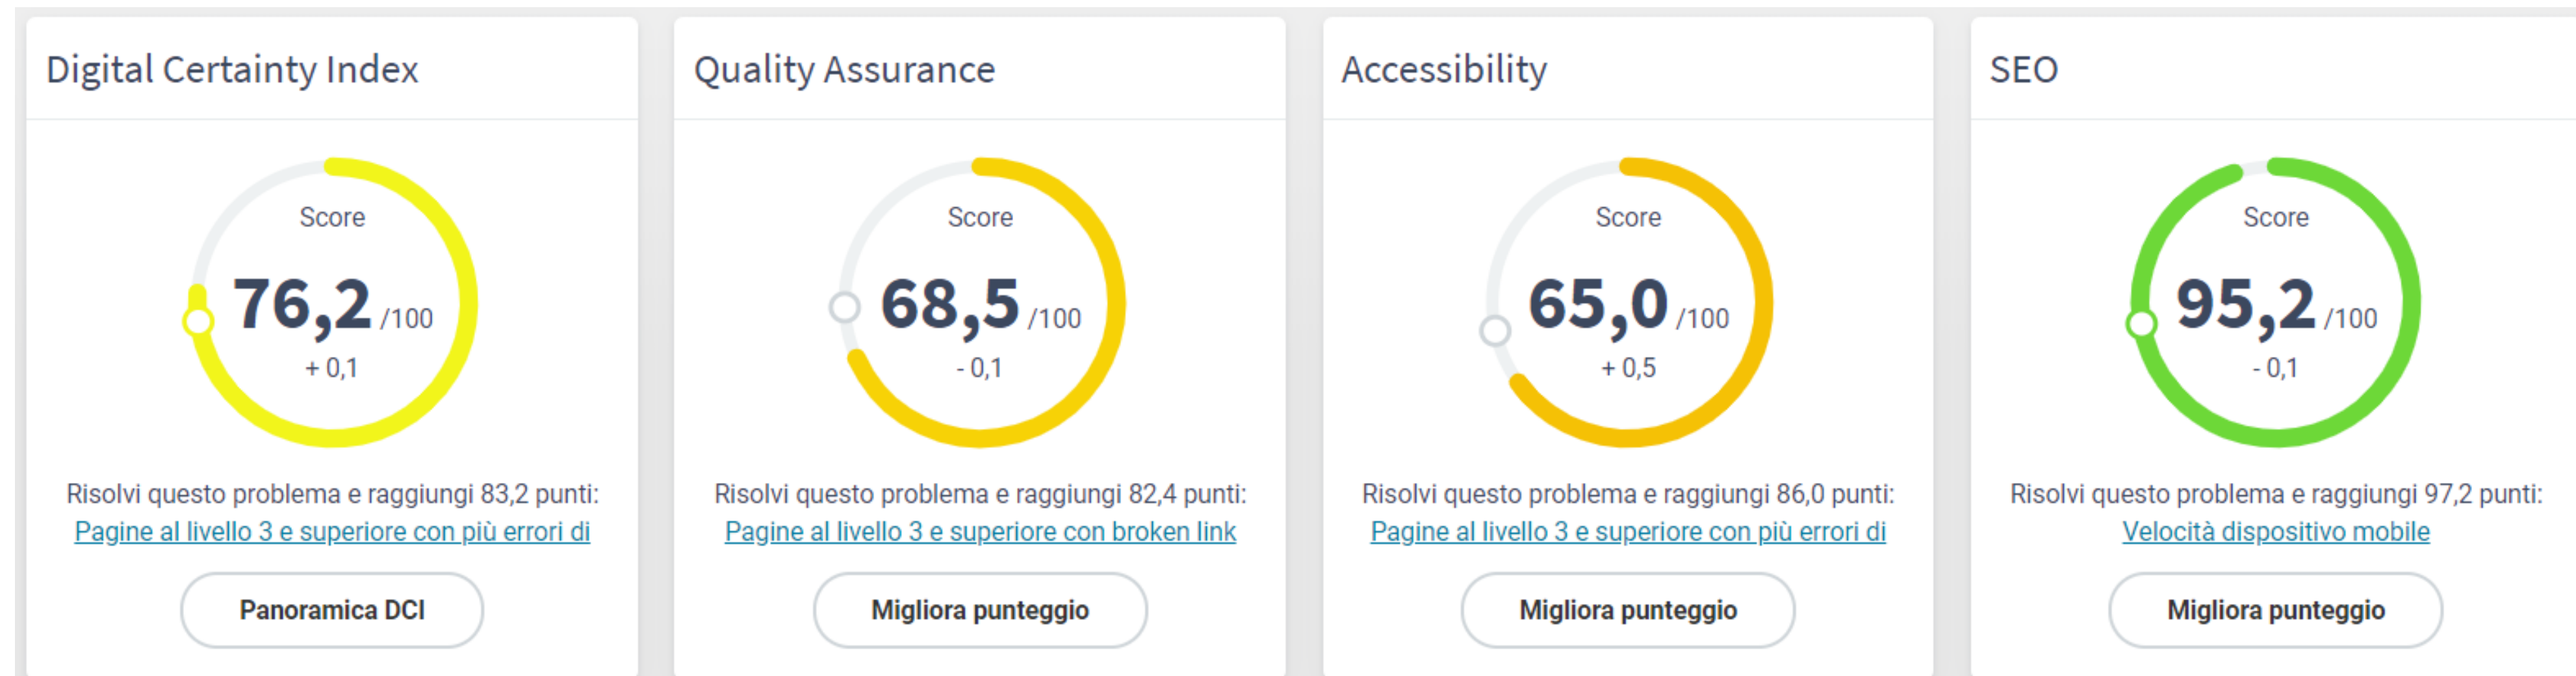 Digital Certainty Index
Score
76,2 /100
+ 0,1
Risolvi questo problema e raggiungi 83,2 punti:
Pagine al livello 3 e superiore con più errori di
Panoramica DCI
Quality Assurance
Score
68,5 /100
- 0,1
Risolvi questo problema e raggiungi 82,4 punti:
Pagine al livello 3 e superiore con broken link
Migliora punteggio
Accessibility
Score
65,0 /100
+ 0,5
Risolvi questo problema e raggiungi 86,0 punti:
Pagine al livello 3 e superiore con più errori di
Migliora punteggio
SEO
Score
95,2 /100
- 0,1
Risolvi questo problema e raggiungi 97,2 punti:
Velocità dispositivo mobile
Migliora punteggio